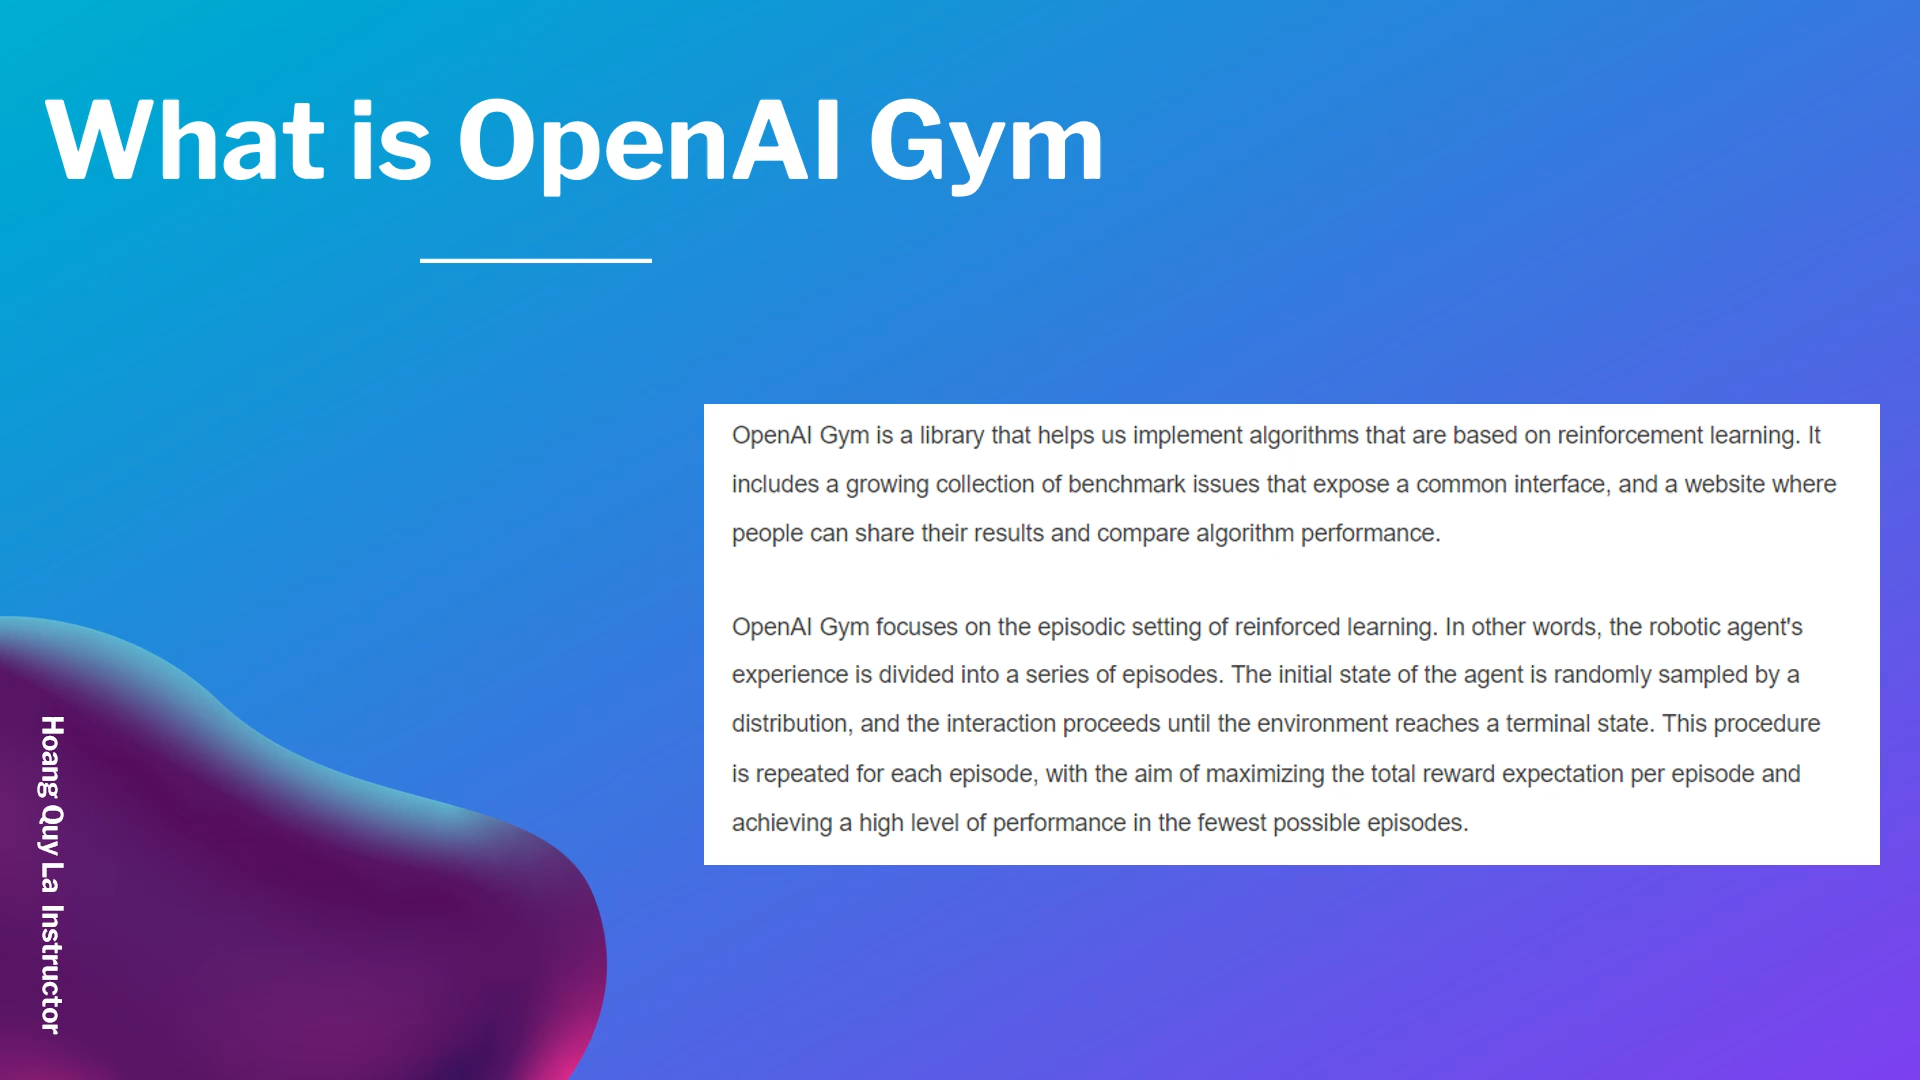 What is OpenAI Gym
OpenAI Gym is a library that helps us implement algorithms that are based on reinforcement learning. It
includes a growing collection of benchmark issues that expose a common interface, and a website where
people can share their results and compare algorithm performance.
OpenAI Gym focuses on the episodic setting of reinforced learning. In other words, the robotic agent's
experience is divided into a series of episodes. The initial state of the agent is randomly sampled by a
distribution, and the interaction proceeds until the environment reaches a terminal state. This procedure
is repeated for each episode, with the aim of maximizing the total reward expectation per episode and
achieving a high level of performance in the fewest possible episodes.
Hoang Quy La Instructor